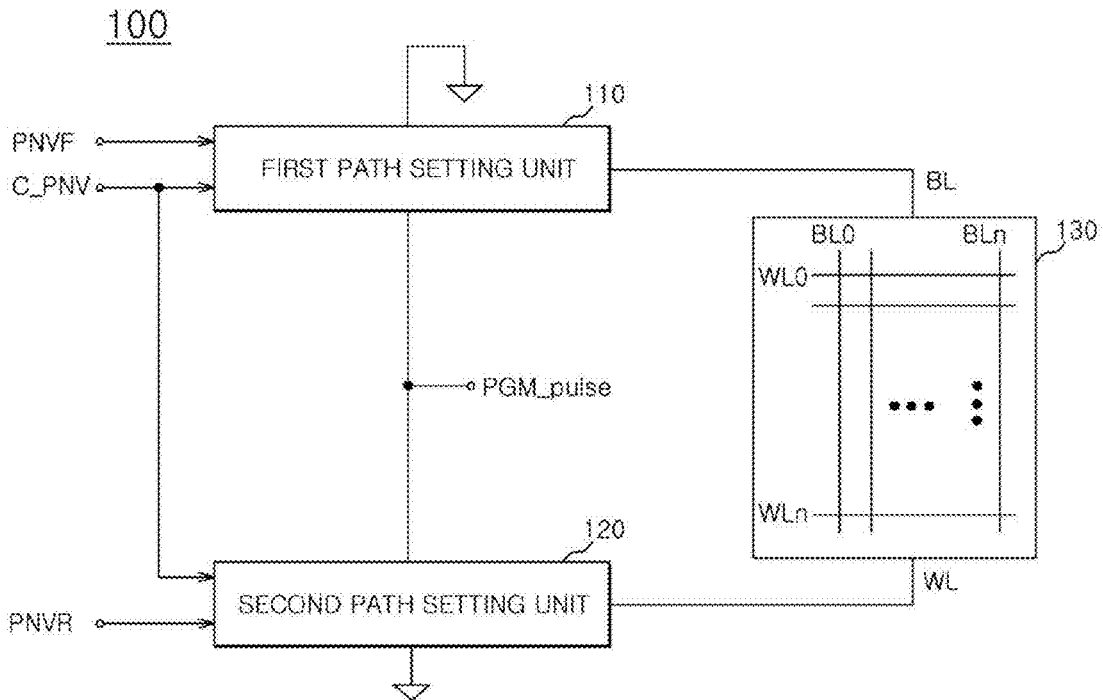 100
110
PNVF
FIRST PATH SETTING UNIT
C_PNV
BL
130
BL0 BLn
WL0
PGM_pulse
WLn
120
WL
SECOND PATH SETTING UNIT
PNVR